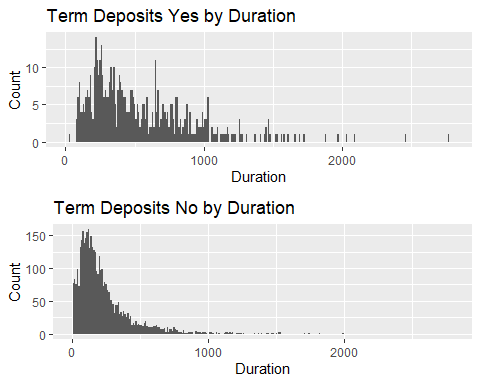 Term Deposits Yes by Duration
Count
10
5
0
0 1000 2000
Duration
Term Deposits No by Duration
Count
150
100
50
0
0 1000 2000
Duration